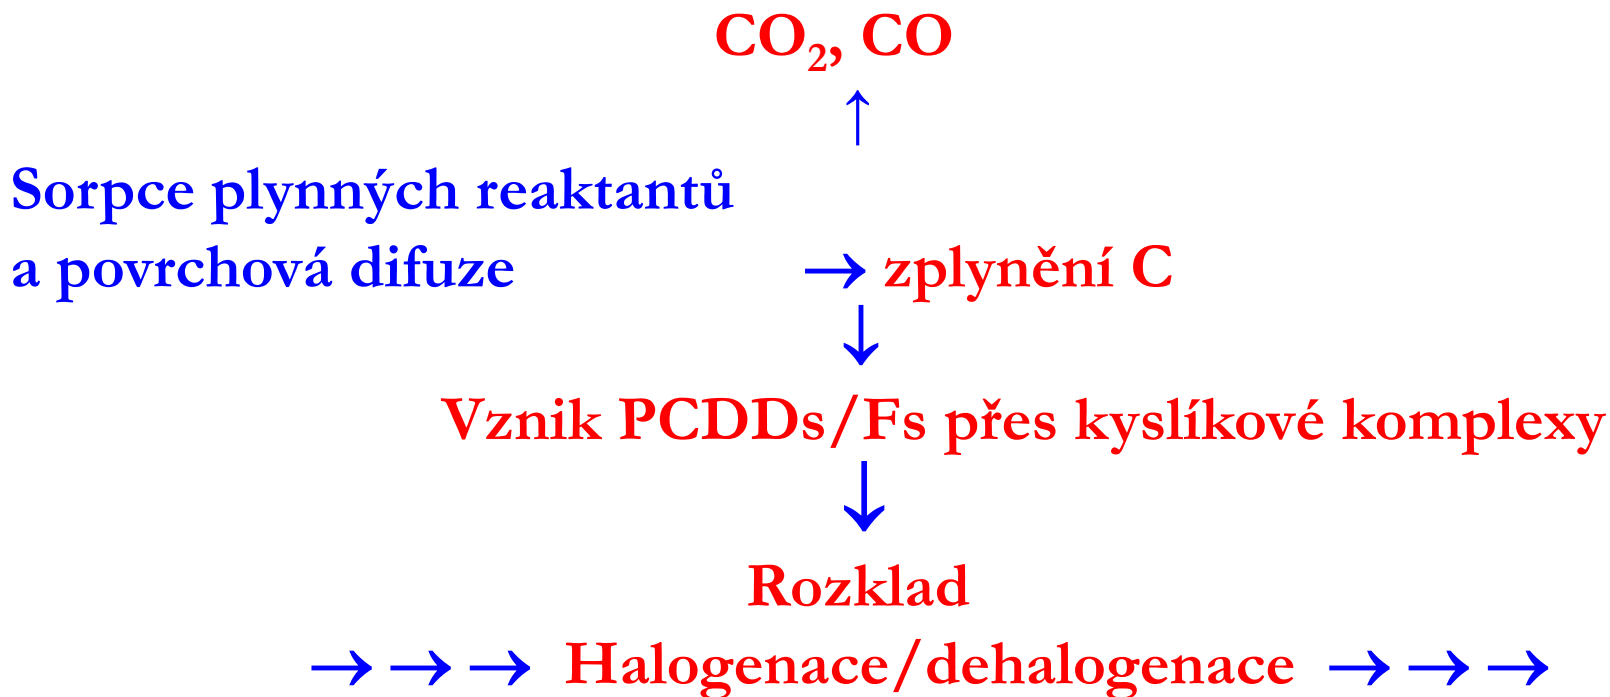 CO₂, CO
↑
Sorpce plynných reaktantů
a povrchová difuze → zplynění C
↓
Vznik PCDDs/Fs přes kyslíkové komplexy
↓
Rozklad
→ → → Halogenace/dehalogenace → → →